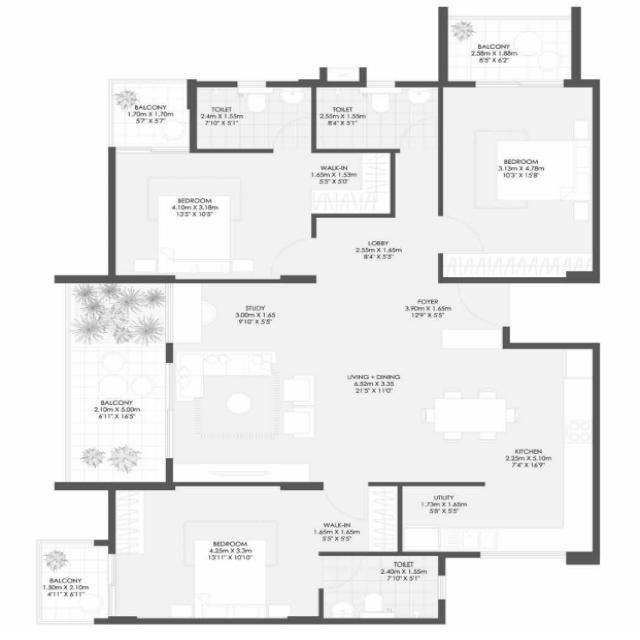 BALCONY
2.58m X 1.88m
8'5" X 6'2"
BALCONY
1.70m X 1.70m
5'7" X 5'7"
TOILET
2.4m X 1.55m
7'10" X 5'1"
TOILET
2.55m X 1.55m
8'4" X 5'1"
WALK-IN
1.65m X 1.53m
5'5" X 5'0"
BEDROOM
3.13m X 4.78m
10'3" X 15'8"
BEDROOM
4.10m X 3.18m
13'5" X 10'5"
LOBBY
2.55m X 1.65m
8'4" X 5'5"
STUDY
3.00m X 1.65
9'10" X 5'5"
FOYER
3.90m X 1.65m
12'9" X 5'5"
LIVING + DINING
6.52m X 3.35
21'5" X 11'0"
BALCONY
2.10m X 5.00m
6'11" X 16'5"
KITCHEN
2.25m X 5.10m
7'4" X 16'9"
UTILITY
1.73m X 1.65m
5'8" X 5'5"
WALK-IN
1.65m X 1.65m
5'5" X 5'5"
BEDROOM
4.25m X 3.3m
13'11" X 10'10"
TOILET
2.40m X 1.55m
7'10" X 5'1"
BALCONY
1.50m X 2.10m
4'11" X 6'11"